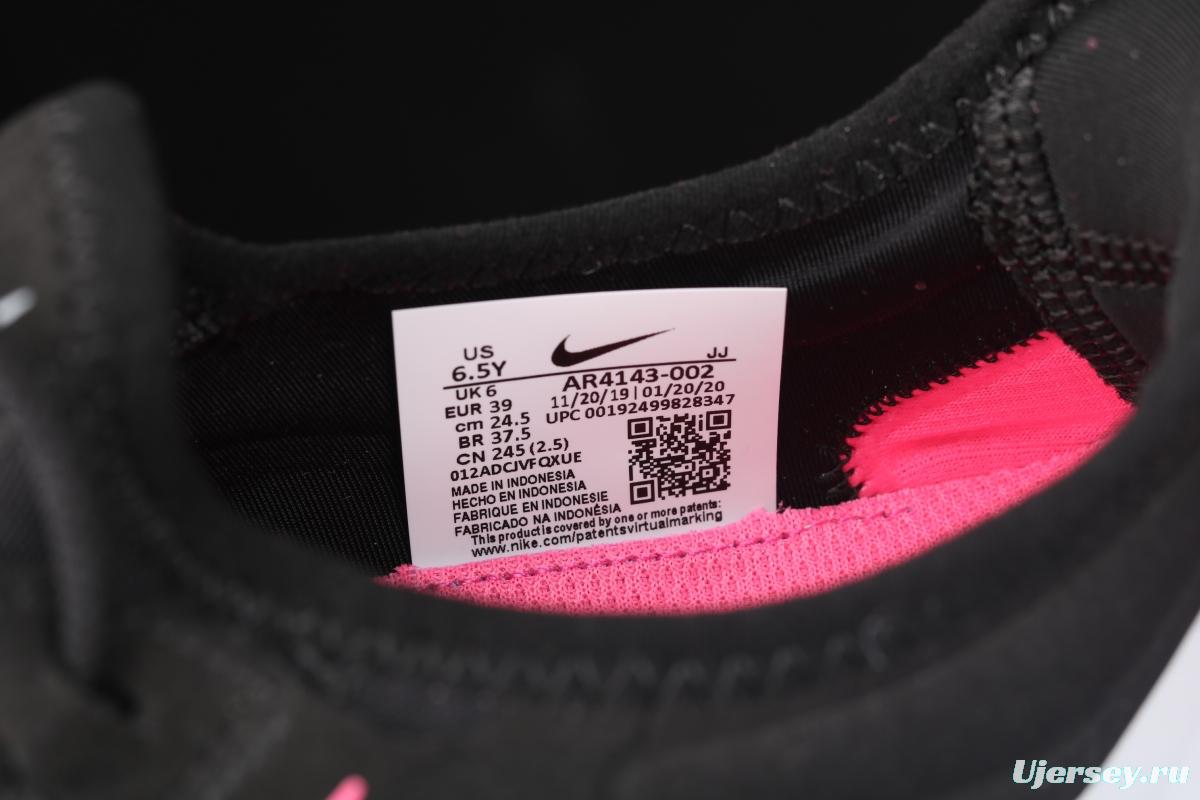 US
6.5Y
UK 6
EUR 39
cm 24.5
BR 37.5
CN 245 (2.5)
012ADCJVFQXUE
JJ
AR4143-002
11/20/19 | 01/20/20
UPC 00192499828347
MADE IN INDONESIA
HECHO EN INDONESIA
FABRIQUE EN INDONESIE
FABRICADO NA INDONÉSIA
This product is covered by one or more patents:
www.nike.com/patentsvirtualmarking
Ujersey.ru